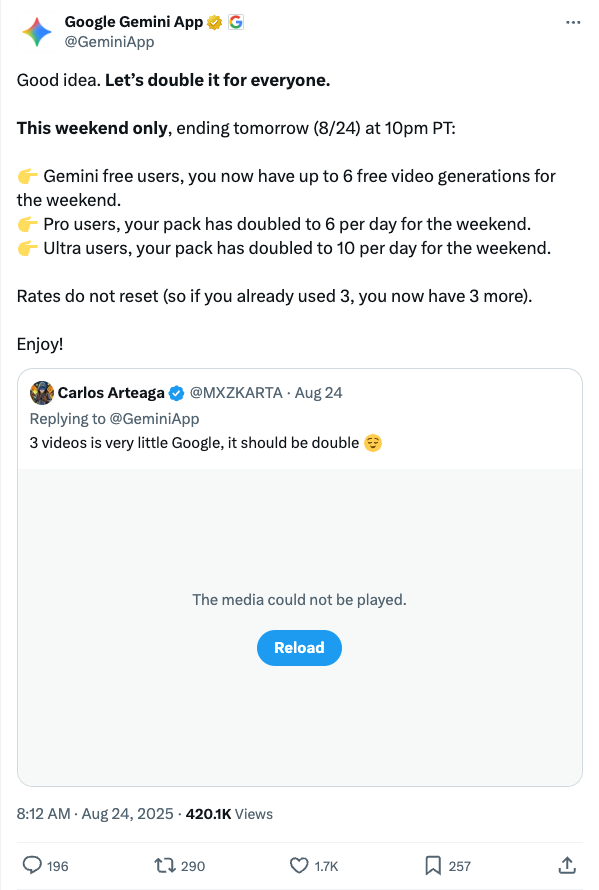 Google Gemini App
@GeminiApp
Good idea. Let’s double it for everyone.
This weekend only, ending tomorrow (8/24) at 10pm PT:
👉 Gemini free users, you now have up to 6 free video generations for
the weekend.
👉 Pro users, your pack has doubled to 6 per day for the weekend.
👉 Ultra users, your pack has doubled to 10 per day for the weekend.
Rates do not reset (so if you already used 3, you now have 3 more).
Enjoy!
Carlos Arteaga @MXZKARTA · Aug 24
Replying to @GeminiApp
3 videos is very little Google, it should be double 😌
The media could not be played.
Reload
8:12 AM · Aug 24, 2025 · 420.1K Views
196 290 1.7K 257